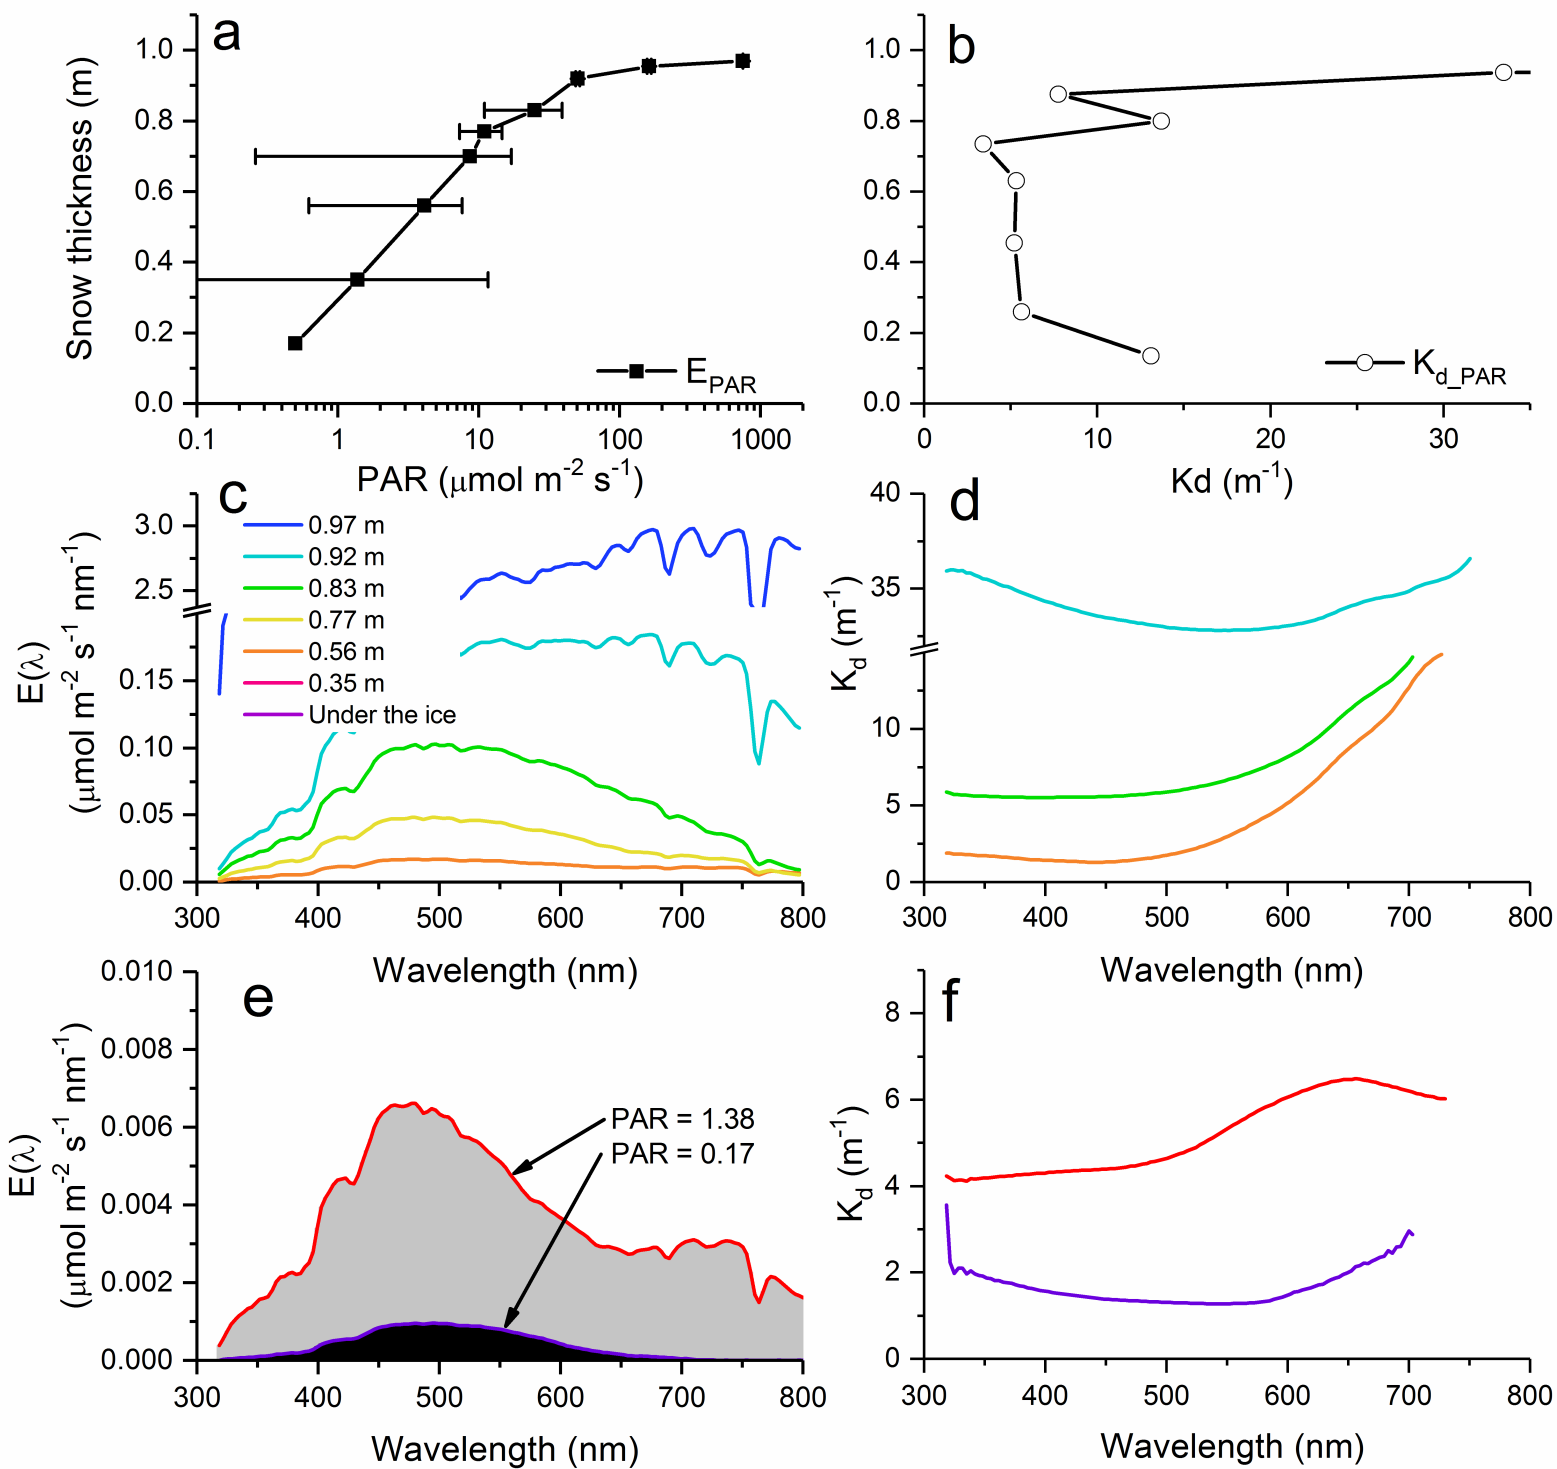 a
1.0
0.8
0.6
0.4
0.2
0.0
Snow thickness (m)
E_PAR
0.1 1 10 100 1000
PAR (μmol m⁻² s⁻¹)
b
1.0
0.8
0.6
0.4
0.2
0.0
K_d_PAR
0 10 20 30
Kd (m⁻¹)
c
3.0
2.5
0.15
0.10
0.05
0.00
E(λ)
(μmol m⁻² s⁻¹ nm⁻¹)
0.97 m
0.92 m
0.83 m
0.77 m
0.56 m
0.35 m
Under the ice
300 400 500 600 700 800
Wavelength (nm)
d
40
35
10
5
0
K_d (m⁻¹)
300 400 500 600 700 800
Wavelength (nm)
e
0.010
0.008
0.006
0.004
0.002
0.000
E(λ)
(μmol m⁻² s⁻¹ nm⁻¹)
PAR = 1.38
PAR = 0.17
300 400 500 600 700 800
Wavelength (nm)
f
8
6
4
2
0
K_d (m⁻¹)
300 400 500 600 700 800
Wavelength (nm)